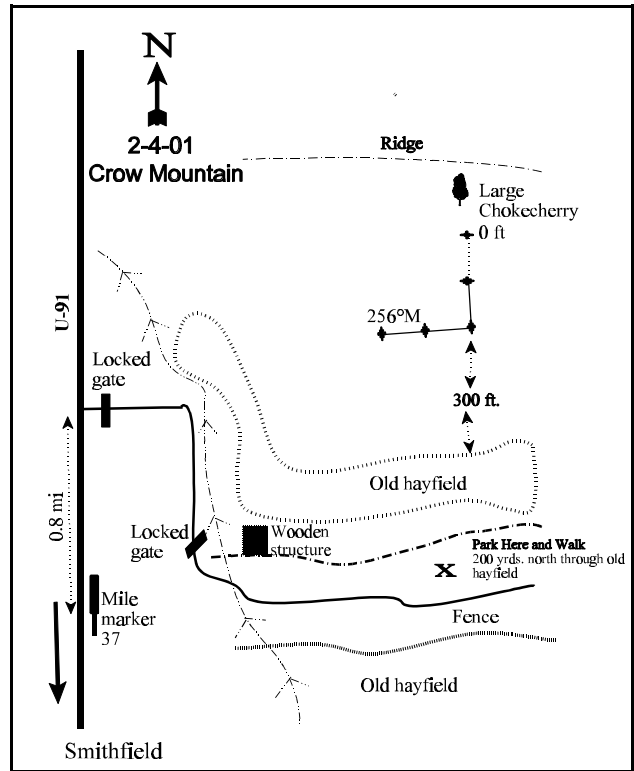 N
2-4-01
Crow Mountain
Ridge
Large
Chokecherry
0 ft
U-91
256°M
Locked
gate
300 ft.
Old hayfield
0.8 mi
Locked
gate
Wooden
structure
Park Here and Walk
200 yrds. north through old
hayfield
X
Mile
marker
37
Fence
Old hayfield
Smithfield